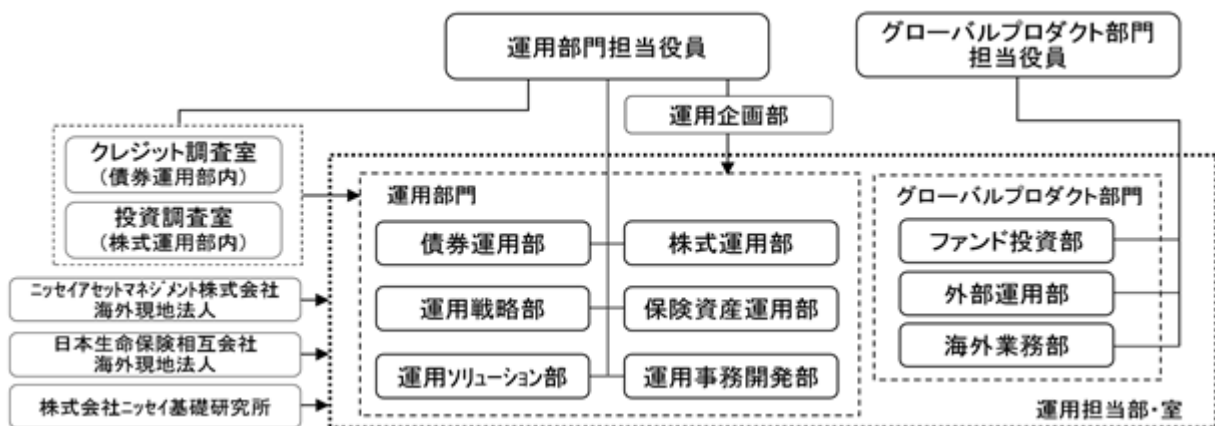 運用部門担当役員
グローバルプロダクト部門
担当役員
運用企画部
クレジット調査室
(債券運用部内)
投資調査室
(株式運用部内)
運用部門
債券運用部
株式運用部
運用戦略部
保険資産運用部
運用ソリューション部
運用事務開発部
グローバルプロダクト部門
ファンド投資部
外部運用部
海外業務部
ニッセイアセットマネジメント株式会社
海外現地法人
日本生命保険相互会社
海外現地法人
株式会社ニッセイ基礎研究所
運用担当部・室